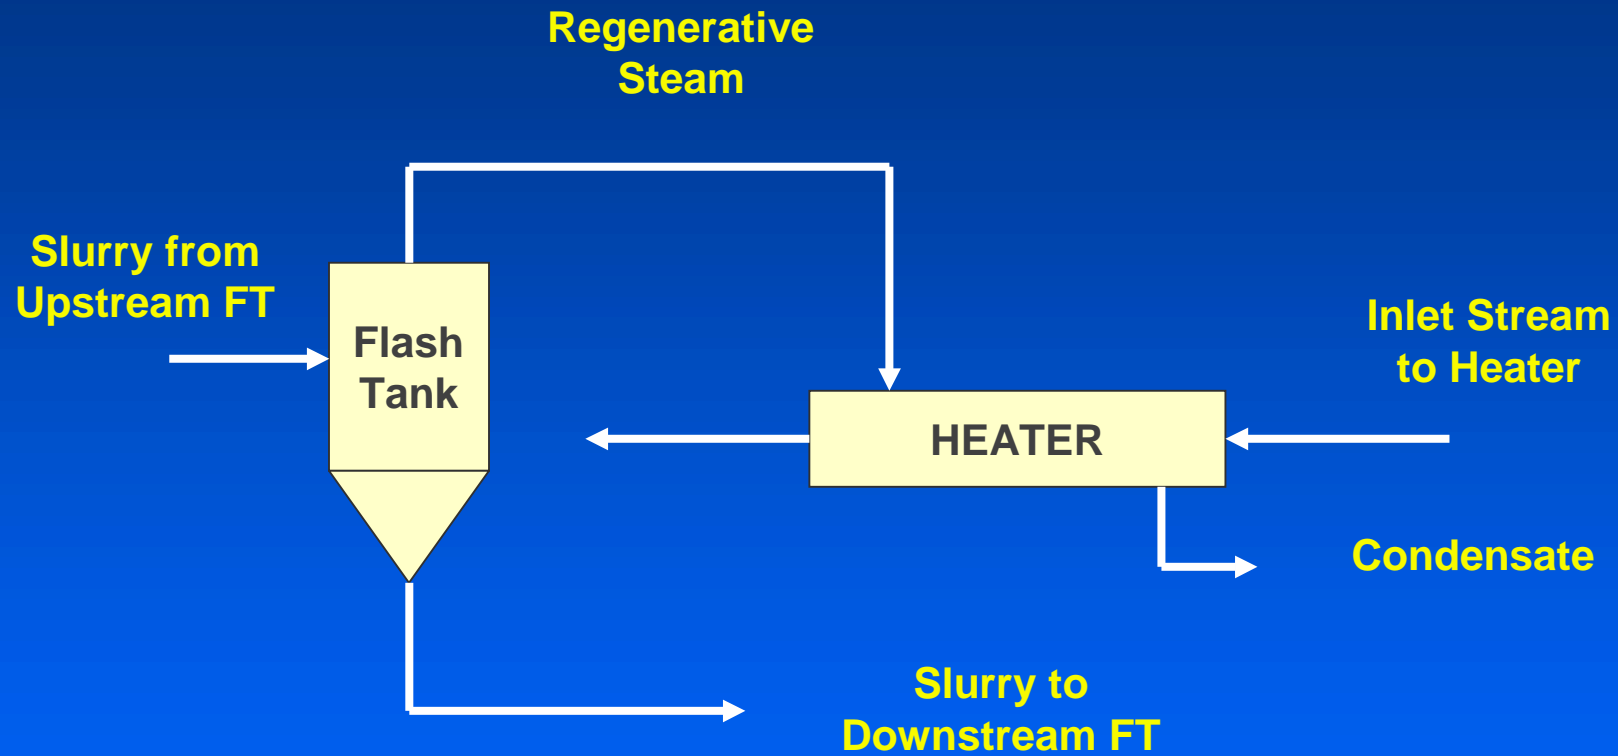 Regenerative
Steam
Slurry from
Upstream FT
Flash
Tank
Inlet Stream
to Heater
HEATER
Condensate
Slurry to
Downstream FT